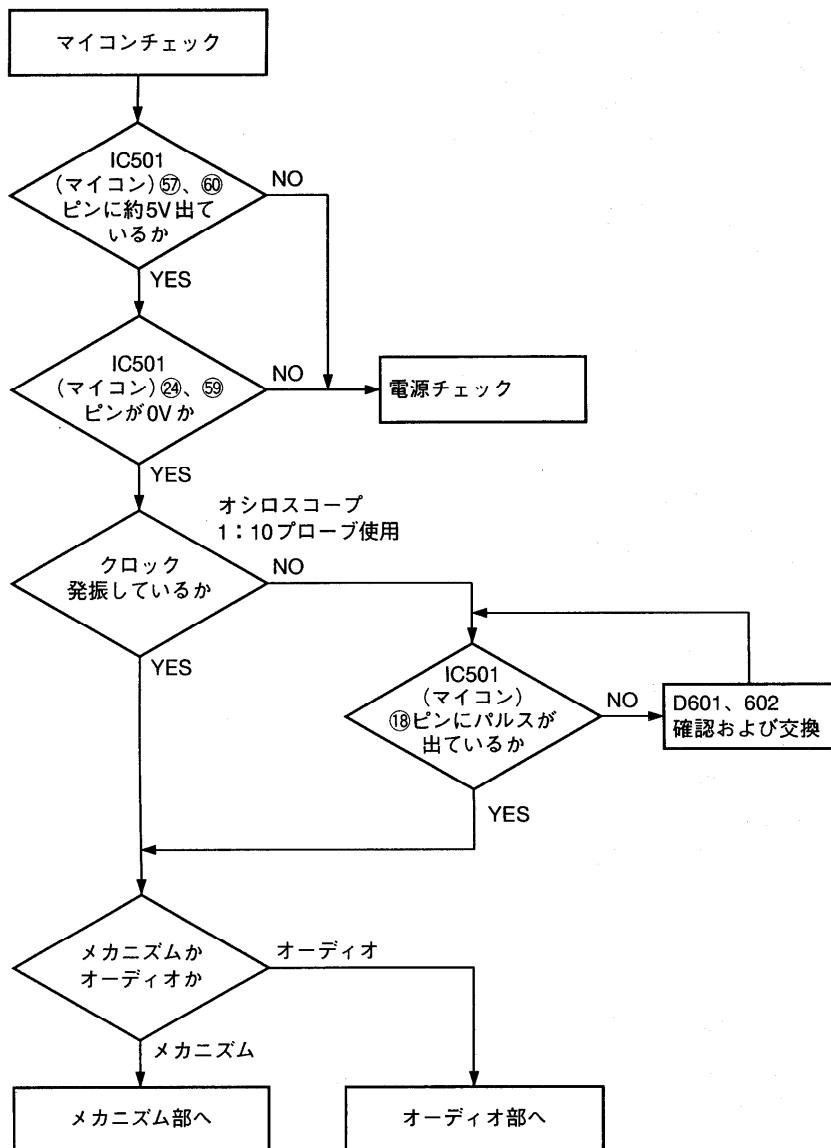 マイコンチェック
IC501
(マイコン)㊼、㊿
ピンに約5V出て
いるか
NO
YES
IC501
(マイコン)㉔、�59
ピンが0Vか
NO
電源チェック
YES
オシロスコープ
1:10プローブ使用
クロック
発振しているか
NO
YES
IC501
(マイコン)
⑱ピンにパルスが
出ているか
NO
D601、602
確認および交換
YES
メカニズムか
オーディオか
オーディオ
メカニズム
メカニズム部へ
オーディオ部へ